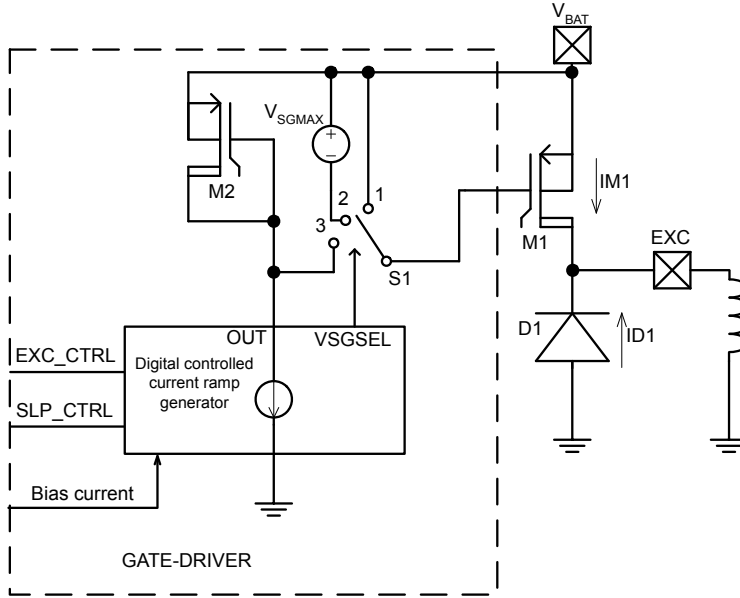 V_BAT
V_SGMAX
+
–
M2
1
2
3
S1
M1
IM1
EXC
OUT
VSGSEL
D1
ID1
EXC_CTRL
Digital controlled
current ramp
generator
SLP_CTRL
Bias current
GATE-DRIVER